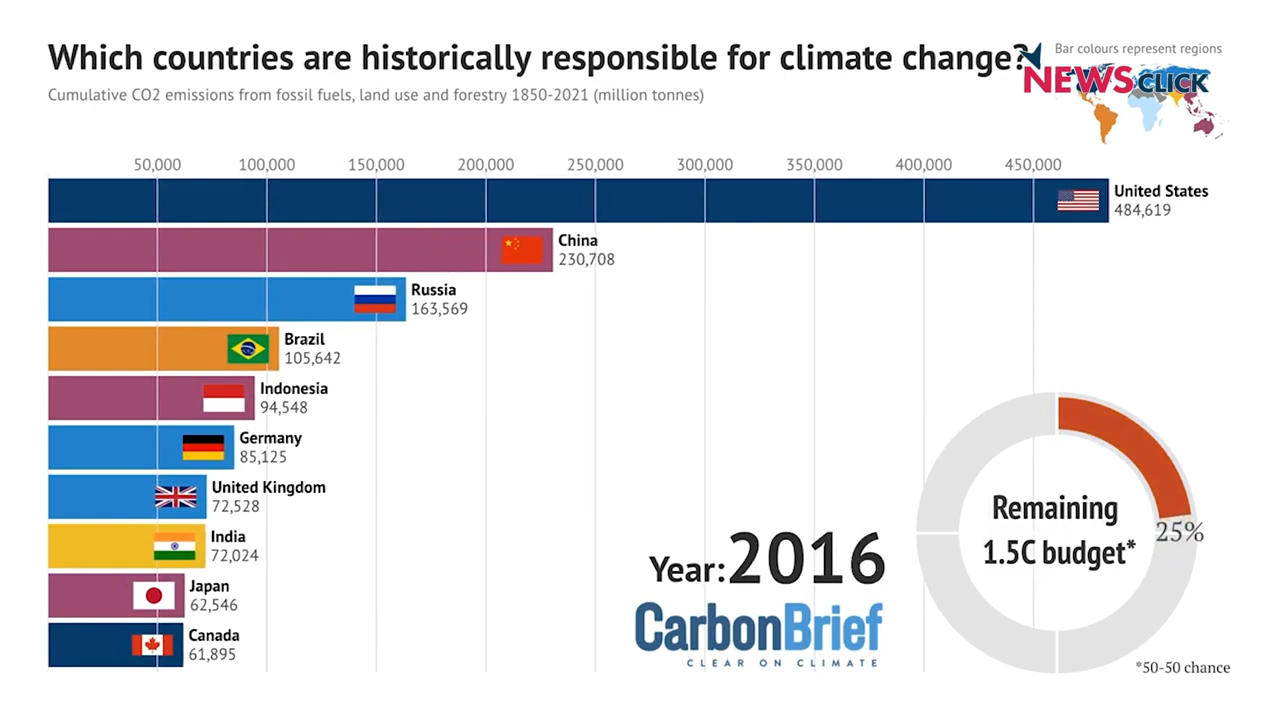 Which countries are historically responsible for climate change?
Bar colours represent regions
NEWSCLICK
Cumulative CO2 emissions from fossil fuels, land use and forestry 1850-2021 (million tonnes)
50,000 100,000 150,000 200,000 250,000 300,000 350,000 400,000 450,000
United States
484,619
China
230,708
Russia
163,569
Brazil
105,642
Indonesia
94,548
Germany
85,125
United Kingdom
72,528
India
72,024
Japan
62,546
Canada
61,895
Year:2016
CarbonBrief
CLEAR ON CLIMATE
Remaining
1.5C budget*
25%
*50-50 chance